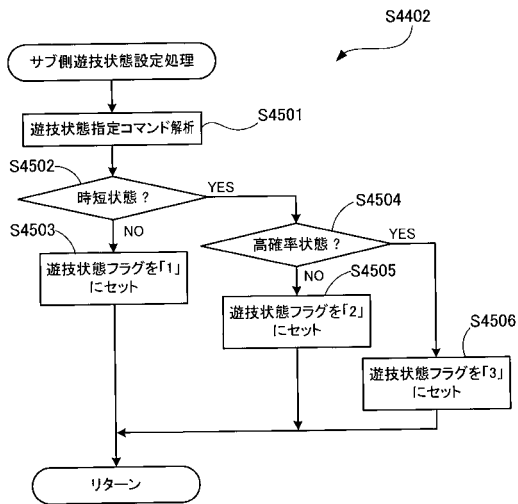 S4402
サブ側遊技状態設定処理
S4501
遊技状態指定コマンド解析
S4502
時短状態？
YES
NO
S4503
遊技状態フラグを「1」
にセット
S4504
高確率状態？
YES
NO
S4505
遊技状態フラグを「2」
にセット
S4506
遊技状態フラグを「3」
にセット
リターン